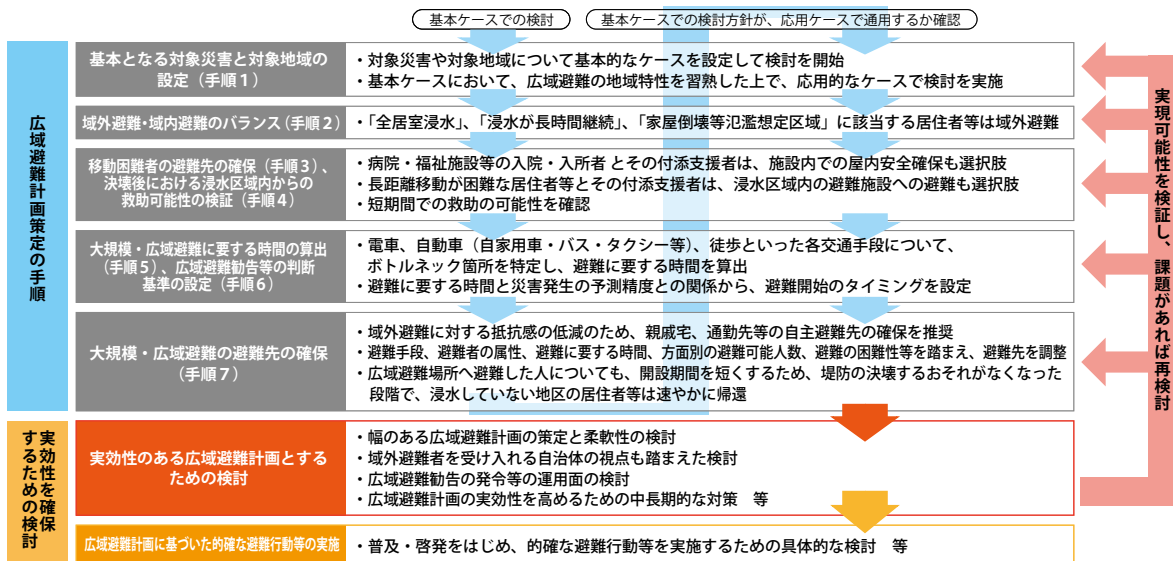 基本ケースでの検討
基本ケースでの検討方針が、応用ケースで通用するか確認
広域避難計画策定の手順
基本となる対象災害と対象地域の
設定（手順１）
・対象災害や対象地域について基本的なケースを設定して検討を開始
・基本ケースにおいて、広域避難の地域特性を習熟した上で、応用的なケースで検討を実施
域外避難・域内避難のバランス（手順２）
・「全居室浸水」、「浸水が長時間継続」、「家屋倒壊等氾濫想定区域」に該当する居住者等は域外避難
移動困難者の避難先の確保（手順３）、
決壊後における浸水区域内からの
救助可能性の検証（手順４）
・病院・福祉施設等の入院・入所者 とその付添支援者は、施設内での屋内安全確保も選択肢
・長距離移動が困難な居住者等とその付添支援者は、浸水区域内の避難施設への避難も選択肢
・短期間での救助の可能性を確認
大規模・広域避難に要する時間の算出
（手順５）、広域避難勧告等の判断
基準の設定（手順６）
・電車、自動車（自家用車・バス・タクシー等）、徒歩といった各交通手段について、
ボトルネック箇所を特定し、避難に要する時間を算出
・避難に要する時間と災害発生の予測精度との関係から、避難開始のタイミングを設定
大規模・広域避難の避難先の確保
（手順７）
・域外避難に対する抵抗感の低減のため、親戚宅、通勤先等の自主避難先の確保を推奨
・避難手段、避難者の属性、避難に要する時間、方面別の避難可能人数、避難の困難性等を踏まえ、避難先を調整
・広域避難場所へ避難した人についても、開設期間を短くするため、堤防の決壊するおそれがなくなった
段階で、浸水していない地区の居住者等は速やかに帰還
実効性を確保
するための検討
実効性のある広域避難計画とする
ための検討
・幅のある広域避難計画の策定と柔軟性の検討
・域外避難者を受け入れる自治体の視点も踏まえた検討
・広域避難勧告の発令等の運用面の検討
・広域避難計画の実効性を高めるための中長期的な対策　等
広域避難計画に基づいた的確な避難行動等の実施
・普及・啓発をはじめ、的確な避難行動等を実施するための具体的な検討　等
実現可能性を検証し、課題があれば再検討